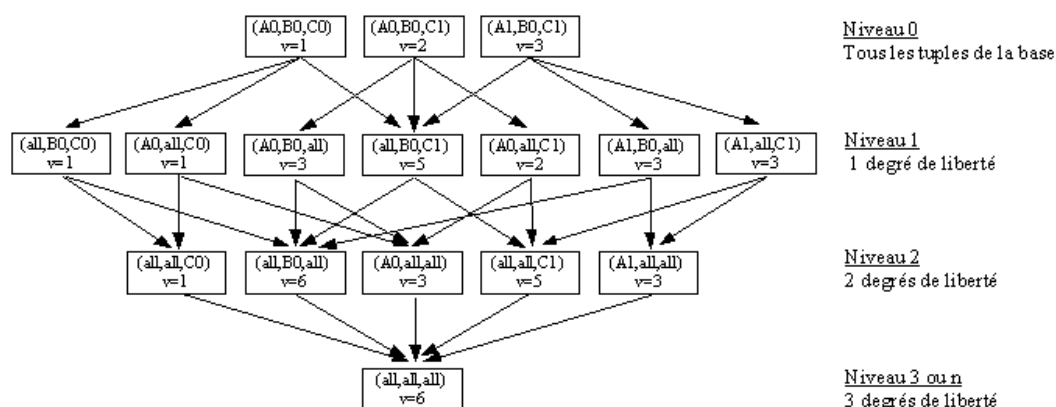 (A0,B0,C0) (A0,B0,C1) (A1,B0,C1) Niveau 0
v=1 v=2 v=3 Tous les tuples de la base
(all,B0,C0) (A0,all,C0) (A0,B0,all) (all,B0,C1) (A0,all,C1) (A1,B0,all) (A1,all,C1) Niveau 1
v=1 v=1 v=3 v=5 v=2 v=3 v=3 1 degré de liberté
(all,all,C0) (all,B0,all) (A0,all,all) (all,all,C1) (A1,all,all) Niveau 2
v=1 v=6 v=3 v=5 v=3 2 degrés de liberté
(all,all,all) Niveau 3 ou n
v=6 3 degrés de liberté